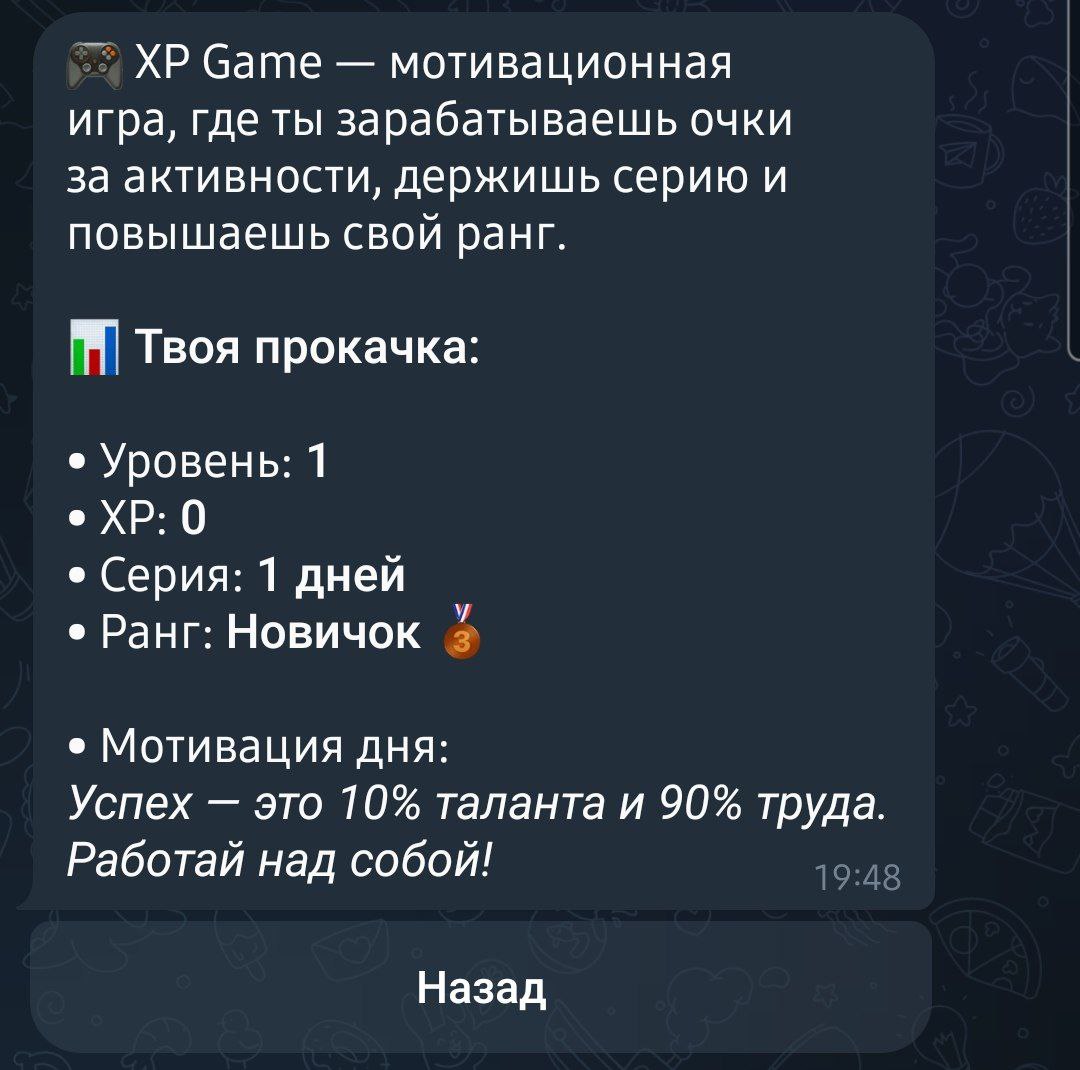 🎮 XP Game — мотивационная
игра, где ты зарабатываешь очки
за активности, держишь серию и
повышаешь свой ранг.
📊 Твоя прокачка:
• Уровень: 1
• XP: 0
• Серия: 1 дней
• Ранг: Новичок 🥉
• Мотивация дня:
Успех — это 10% таланта и 90% труда.
Работай над собой!
19:48
Назад